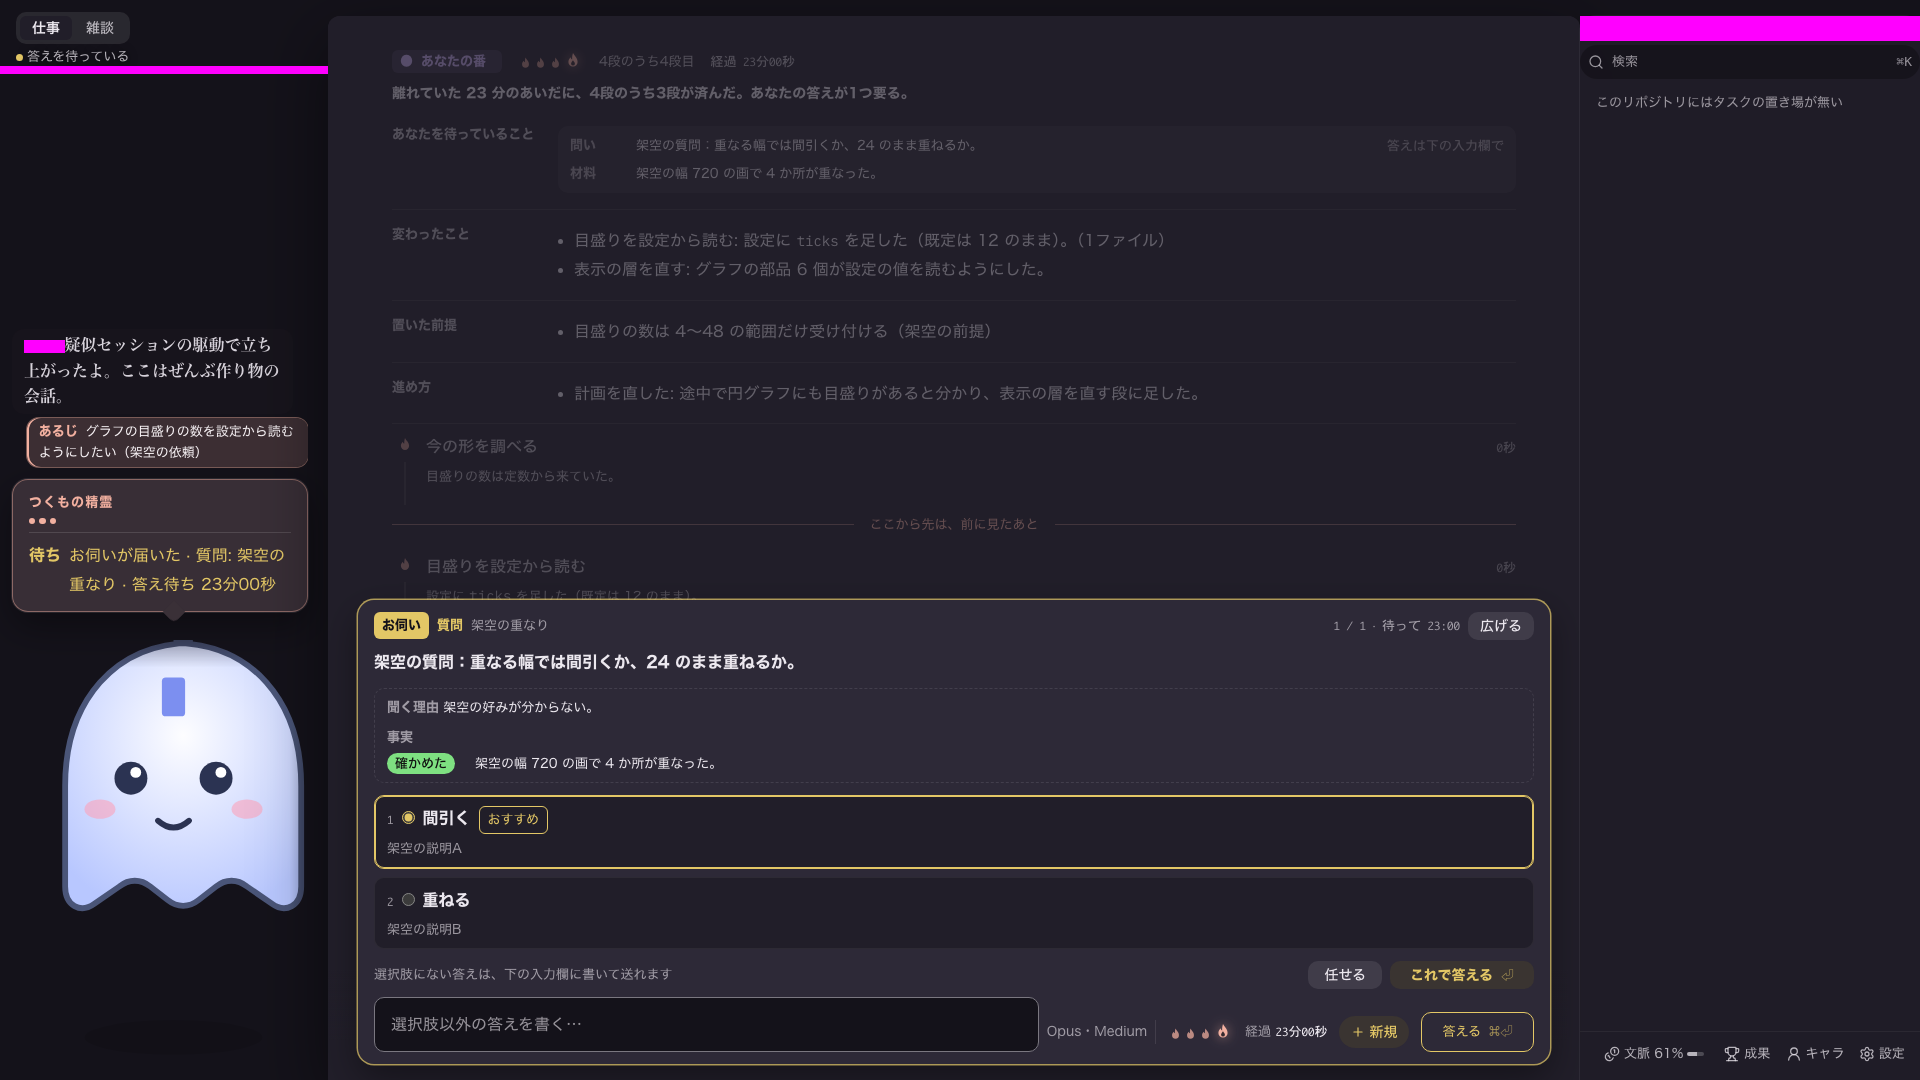 仕事 雑談
答えを待っている
疑似セッションの駆動で立ち
上がったよ。ここはぜんぶ作り物の
会話。
あるじ グラフの目盛りの数を設定から読む
ようにしたい（架空の依頼）
つくもの精霊
待ち お伺いが届いた · 質問: 架空の
重なり · 答え待ち 23分00秒
あなたの番 4段のうち4段目 経過 23分00秒
離れていた 23 分のあいだに、4段のうち3段が済んだ。あなたの答えが1つ要る。
あなたを待っていること
問い 架空の質問：重なる幅では間引くか、24 のまま重ねるか。 答えは下の入力欄で
材料 架空の幅 720 の画で 4 か所が重なった。
変わったこと
• 目盛りを設定から読む: 設定に ticks を足した（既定は 12 のまま）。（1ファイル）
• 表示の層を直す: グラフの部品 6 個が設定の値を読むようにした。
置いた前提
• 目盛りの数は 4〜48 の範囲だけ受け付ける（架空の前提）
進め方
• 計画を直した: 途中で円グラフにも目盛りがあると分かり、表示の層を直す段に足した。
今の形を調べる 0秒
目盛りの数は定数から来ていた。
ここから先は、前に見たあと
目盛りを設定から読む 0秒
設定に ticks を足した（既定は 12 のまま）。
お伺い 質問 架空の重なり 1 / 1 · 待って 23:00 広げる
架空の質問：重なる幅では間引くか、24 のまま重ねるか。
聞く理由 架空の好みが分からない。
事実
確かめた 架空の幅 720 の画で 4 か所が重なった。
1 間引く おすすめ
架空の説明A
2 重ねる
架空の説明B
選択肢にない答えは、下の入力欄に書いて送れます 任せる これで答える ⏎
選択肢以外の答えを書く… Opus・Medium 経過 23分00秒 + 新規 答える ⌘⏎
検索 ⌘K
このリポジトリにはタスクの置き場が無い
文脈 61% 成果 キャラ 設定